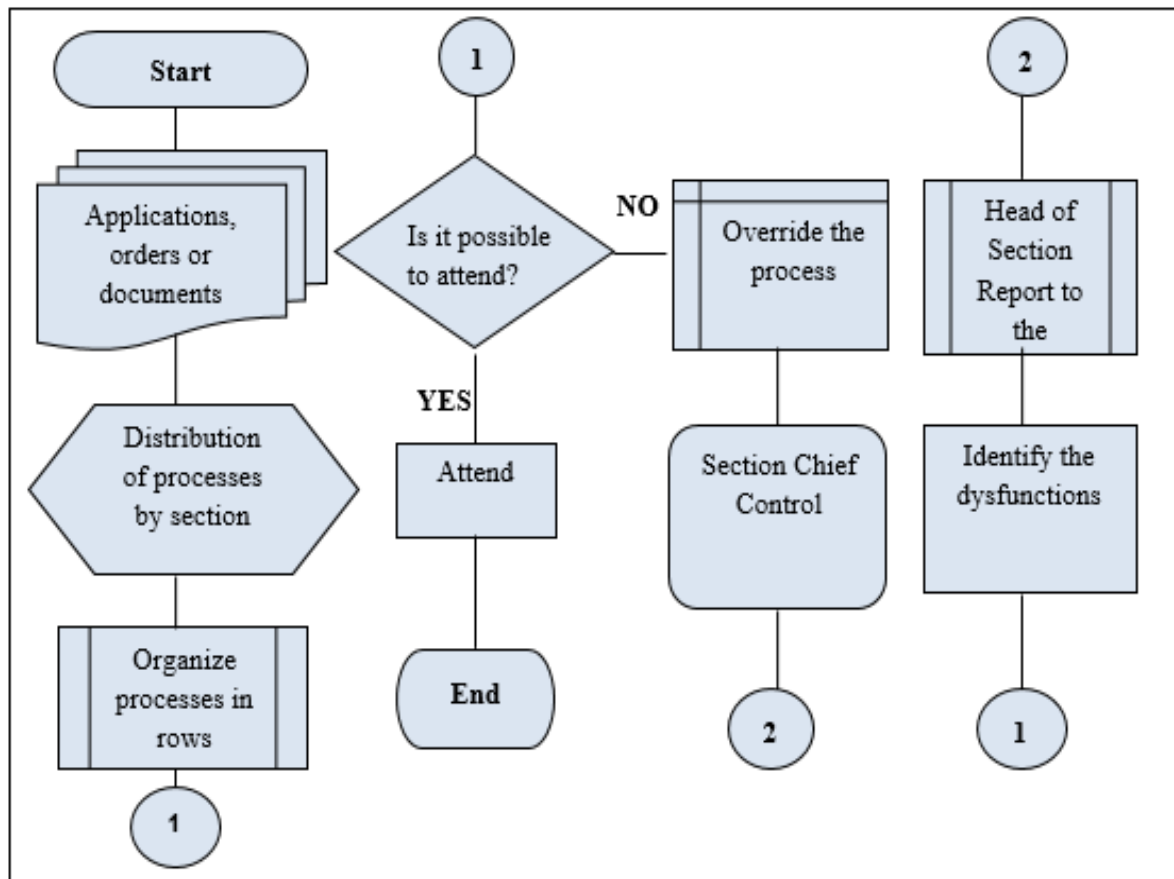 Start
Applications,
orders or
documents
Distribution
of processes
by section
Organize
processes in
rows
1
1
Is it possible
to attend?
NO
YES
Attend
End
Override the
process
Section Chief
Control
2
2
Head of
Section
Report to
the
Identify the
dysfunctions
1